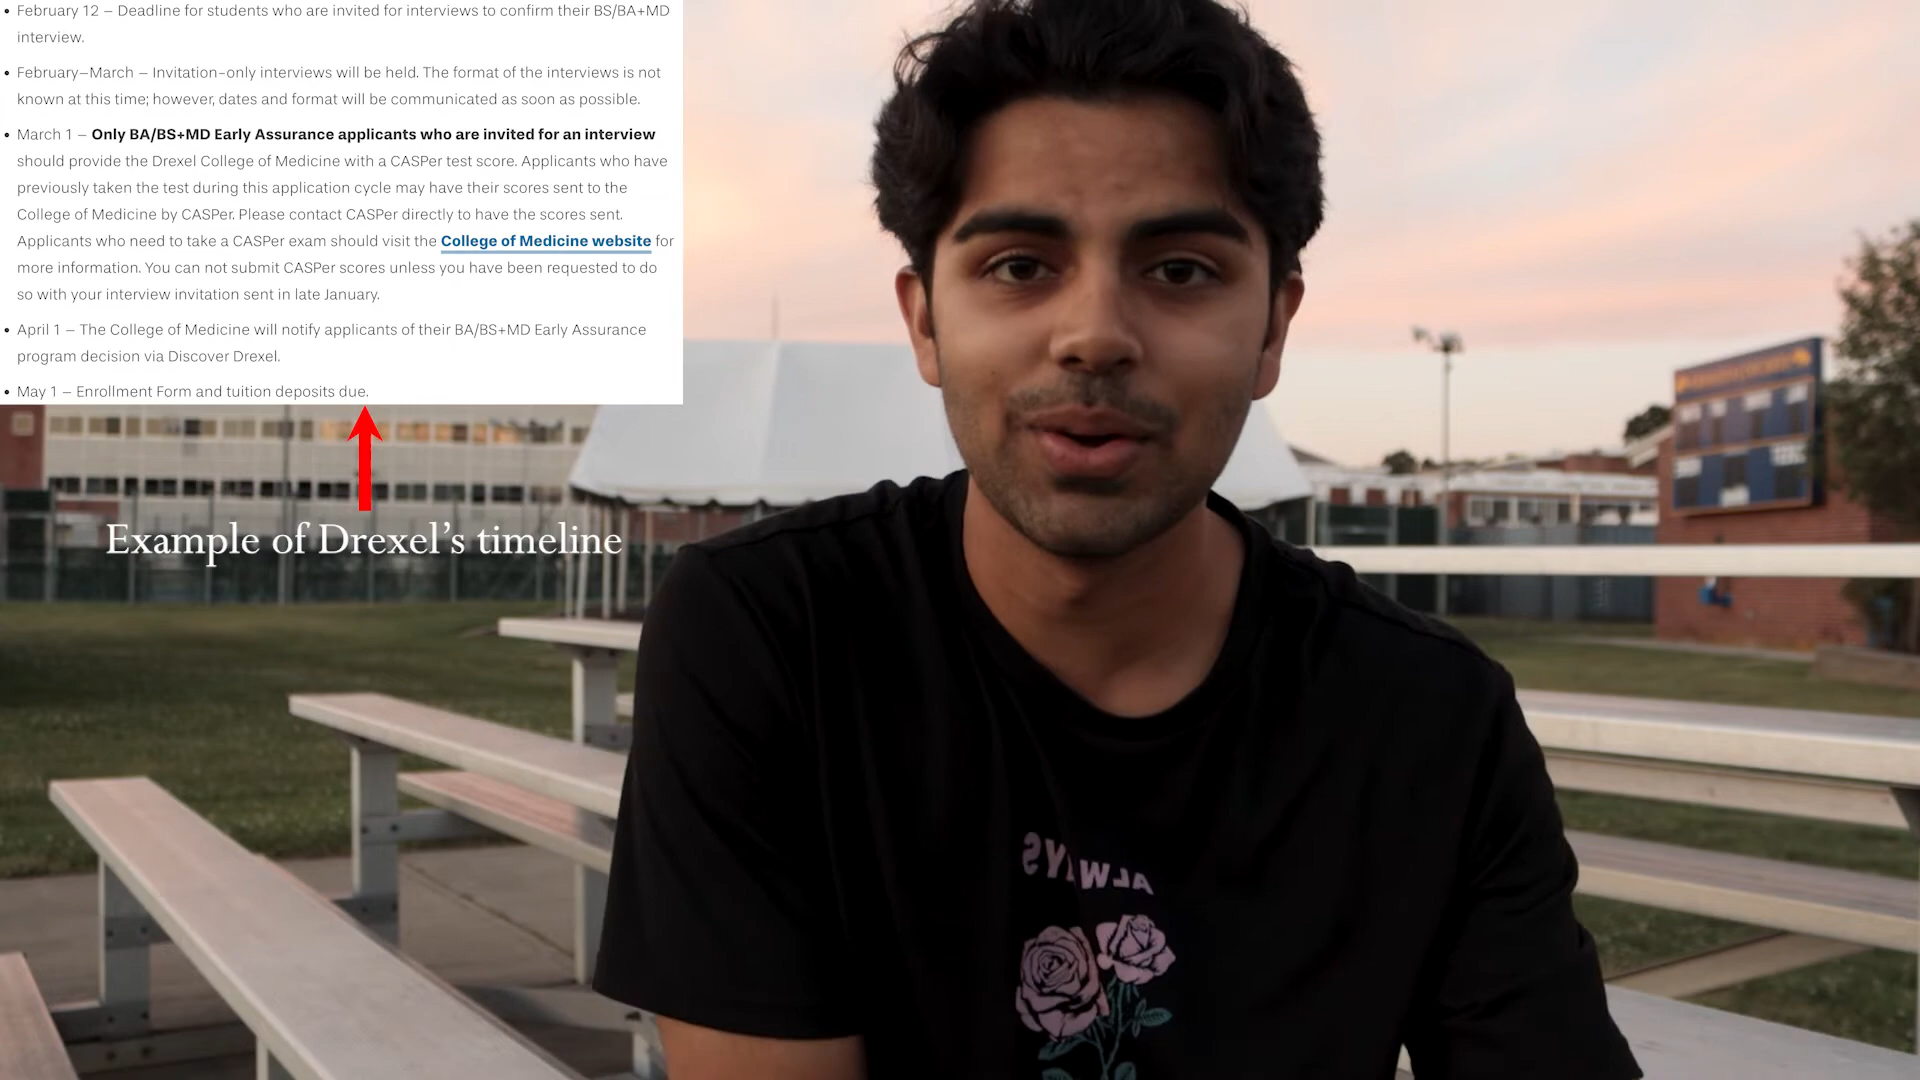 • February 12 – Deadline for students who are invited for interviews to confirm their BS/BA+MD
interview.
• February–March – Invitation-only interviews will be held. The format of the interviews is not
known at this time; however, dates and format will be communicated as soon as possible.
• March 1 – Only BA/BS+MD Early Assurance applicants who are invited for an interview
should provide the Drexel College of Medicine with a CASPer test score. Applicants who have
previously taken the test during this application cycle may have their scores sent to the
College of Medicine by CASPer. Please contact CASPer directly to have the scores sent.
Applicants who need to take a CASPer exam should visit the College of Medicine website for
more information. You can not submit CASPer scores unless you have been requested to do
so with your interview invitation sent in late January.
• April 1 – The College of Medicine will notify applicants of their BA/BS+MD Early Assurance
program decision via Discover Drexel.
• May 1 – Enrollment Form and tuition deposits due.
Example of Drexel's timeline
ALWAYS